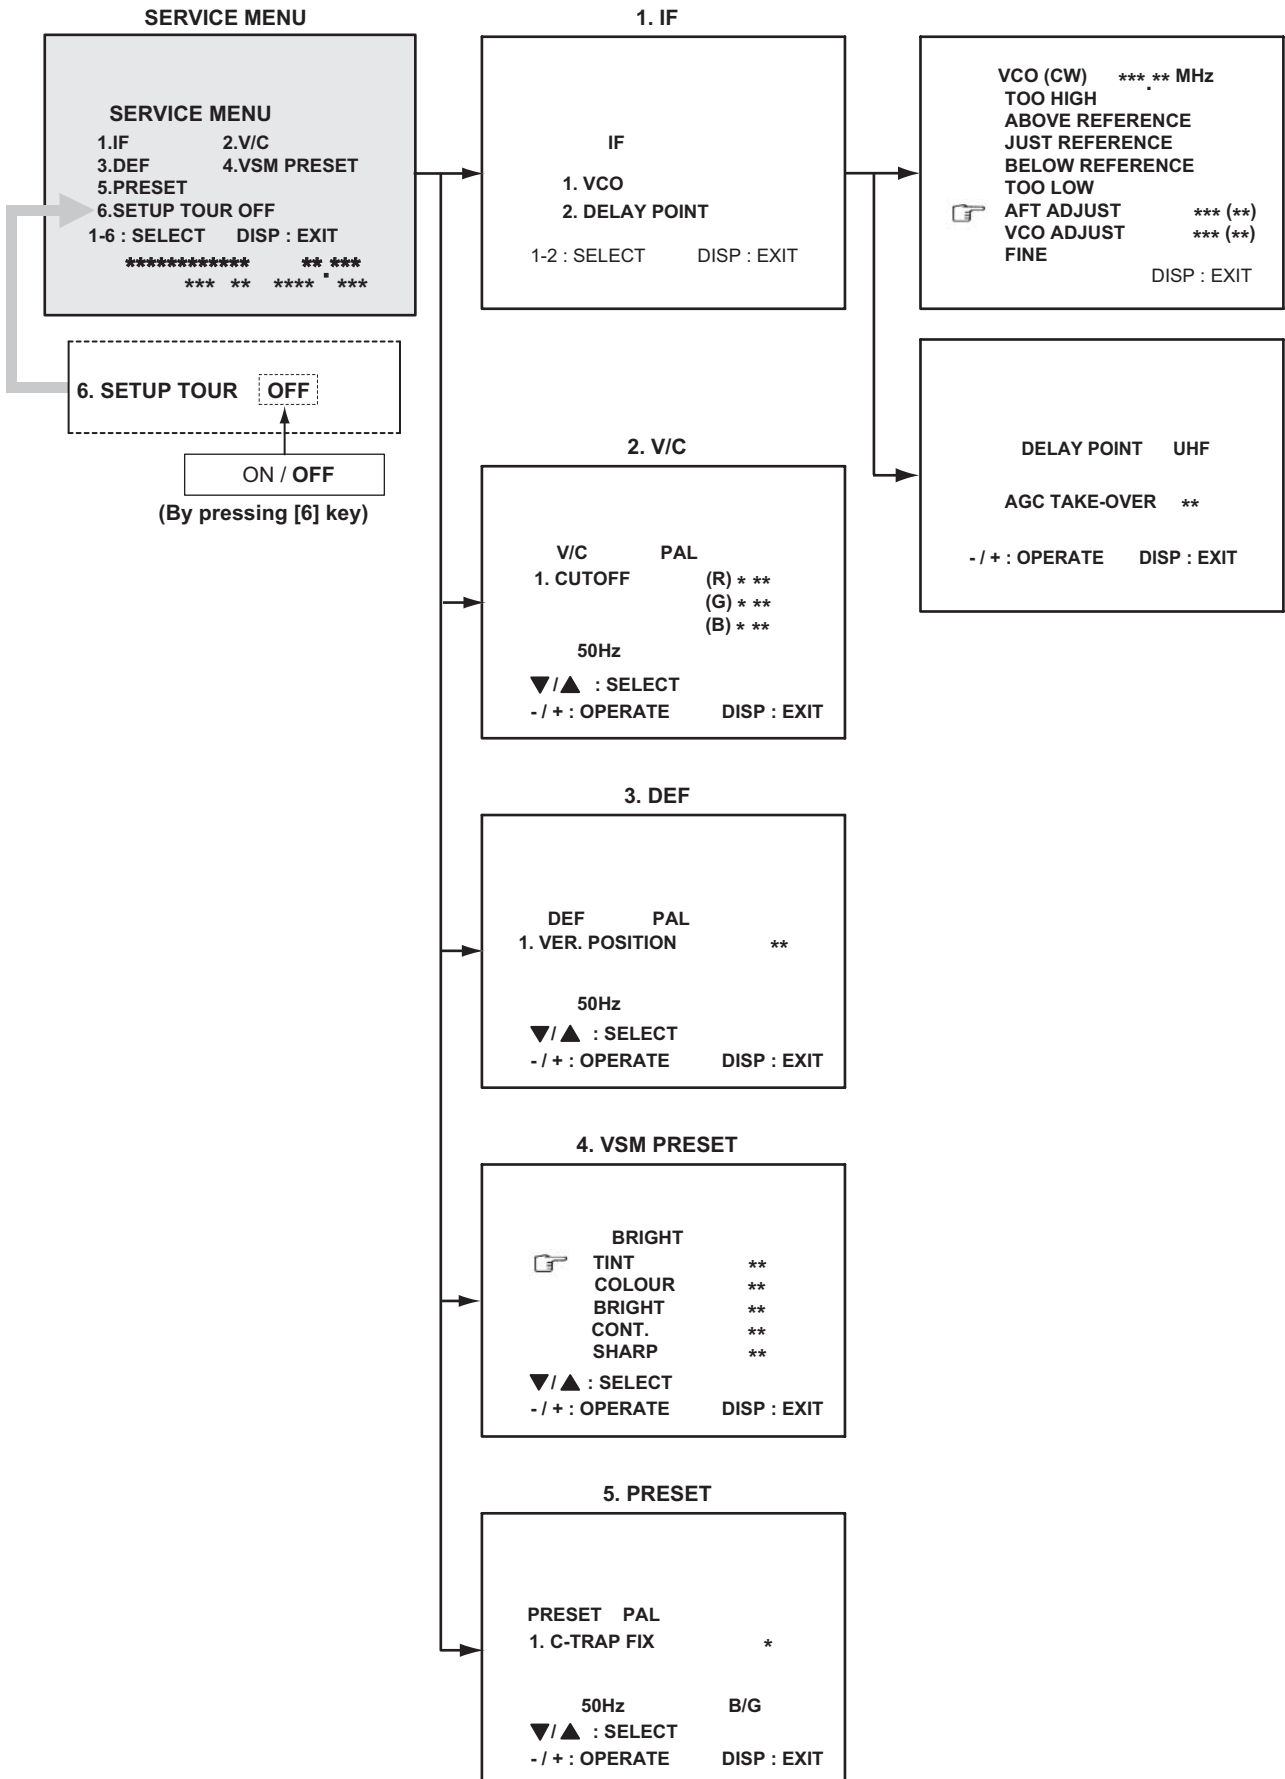 SERVICE MENU
SERVICE MENU
1.IF 2.V/C
3.DEF 4.VSM PRESET
5.PRESET
6.SETUP TOUR OFF
1-6 : SELECT DISP : EXIT
************ **.***
*** ** **** ***
6. SETUP TOUR OFF
ON / OFF
(By pressing [6] key)
1. IF
IF
1. VCO
2. DELAY POINT
1-2 : SELECT DISP : EXIT
VCO (CW) ***.** MHz
TOO HIGH
ABOVE REFERENCE
JUST REFERENCE
BELOW REFERENCE
TOO LOW
☞ AFT ADJUST *** (**)
VCO ADJUST *** (**)
FINE
DISP : EXIT
DELAY POINT UHF
AGC TAKE-OVER **
- / + : OPERATE DISP : EXIT
2. V/C
V/C PAL
1. CUTOFF (R) * **
(G) * **
(B) * **
50Hz
▼/▲ : SELECT
- / + : OPERATE DISP : EXIT
3. DEF
DEF PAL
1. VER. POSITION **
50Hz
▼/▲ : SELECT
- / + : OPERATE DISP : EXIT
4. VSM PRESET
BRIGHT
☞ TINT **
COLOUR **
BRIGHT **
CONT. **
SHARP **
▼/▲ : SELECT
- / + : OPERATE DISP : EXIT
5. PRESET
PRESET PAL
1. C-TRAP FIX *
50Hz B/G
▼/▲ : SELECT
- / + : OPERATE DISP : EXIT